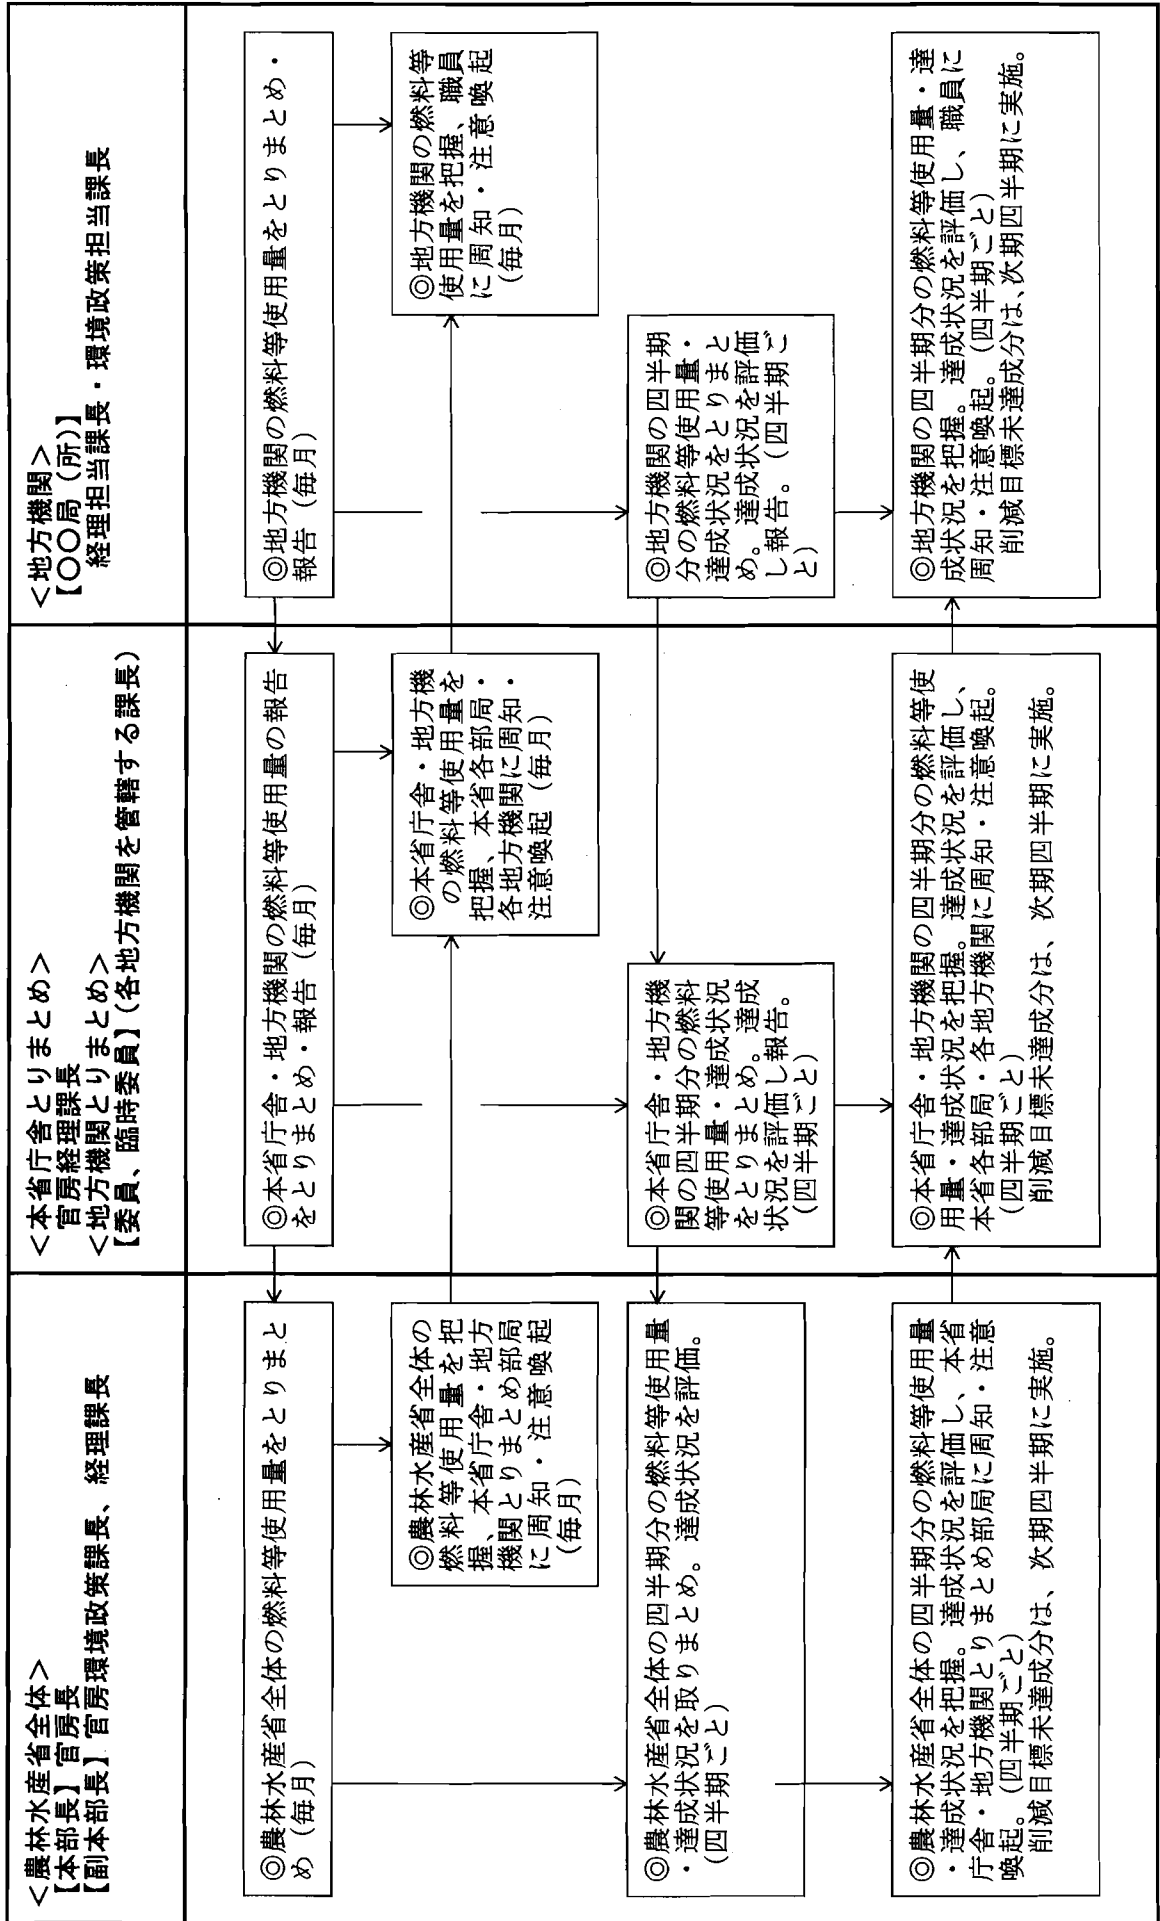 ＜農林水産省全体＞
【本部長】官房長
【副本部長】官房環境政策課長、経理課長
◎農林水産省全体の燃料等使用量をとりまと
め（毎月）
◎農林水産省全体の
燃料等使用量を把
握、本省庁舎・地方
機関とりまとめ部局
に周知・注意喚起
（毎月）
◎農林水産省全体の四半期分の燃料等使用量
・達成状況を取りまとめ。達成状況を評価。
（四半期ごと）
◎農林水産省全体の四半期分の燃料等使用量
・達成状況を把握。達成状況を評価し、本省
庁舎・地方機関とりまとめ部局に周知・注意
喚起。（四半期ごと）
削減目標未達成分は、次期四半期に実施。
＜本省庁舎とりまとめ＞
官房経理課長
＜地方機関とりまとめ＞
【委員、臨時委員】（各地方機関を管轄する課長）
◎本省庁舎・地方機関の燃料等使用量の報告
をとりまとめ・報告（毎月）
◎本省庁舎・地方機
の燃料等使用量を
把握、本省各部局・
各地方機関に周知・
注意喚起（毎月）
◎本省庁舎・地方機
関の四半期分の燃料
等使用量・達成状況
をとりまとめ。達成
状況を評価し報告。
（四半期ごと）
◎本省庁舎・地方機関の四半期分の燃料等使
用量・達成状況を把握。達成状況を評価し、
本省各部局・各地方機関に周知・注意喚起。
（四半期ごと）
削減目標未達成分は、次期四半期に実施。
＜地方機関＞
【〇〇局（所）】
経理担当課長・環境政策担当課長
◎地方機関の燃料等使用量をとりまとめ・
報告（毎月）
◎地方機関の燃料等
使用量を把握、職員
に周知・注意喚起
（毎月）
◎地方機関の四半期
分の燃料等使用量・
達成状況をとりまと
め。達成状況を評価
し報告。（四半期ご
と）
◎地方機関の四半期分の燃料等使用量・達
成状況を把握。達成状況を評価し、職員に
周知・注意喚起。（四半期ごと）
削減目標未達成分は、次期四半期に実施。